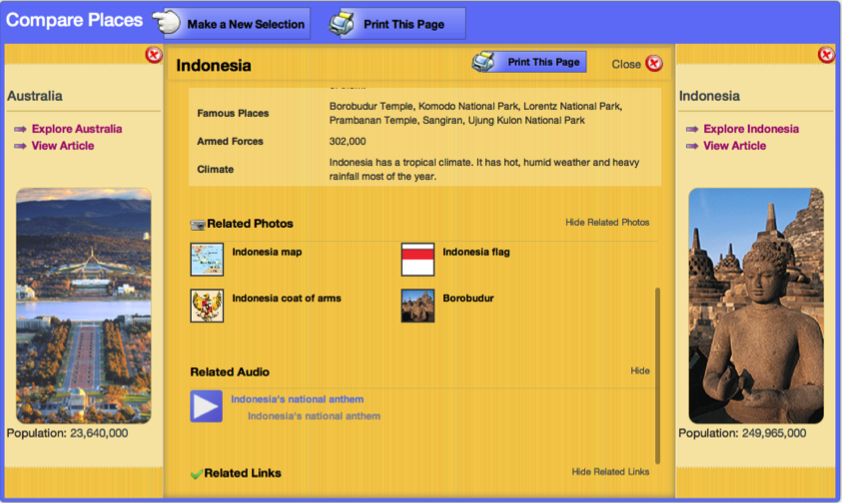 Compare Places
Make a New Selection
Print This Page
Australia
Explore Australia
View Article
Population: 23,640,000
Indonesia
Print This Page
Close
Famous Places
Borobudur Temple, Komodo National Park, Lorentz National Park,
Prambanan Temple, Sangiran, Ujung Kulon National Park
Armed Forces
302,000
Climate
Indonesia has a tropical climate. It has hot, humid weather and heavy
rainfall most of the year.
Related Photos
Hide Related Photos
Indonesia map
Indonesia flag
Indonesia coat of arms
Borobudur
Related Audio
Hide
Indonesia's national anthem
Indonesia's national anthem
Related Links
Hide Related Links
Indonesia
Explore Indonesia
View Article
Population: 249,965,000